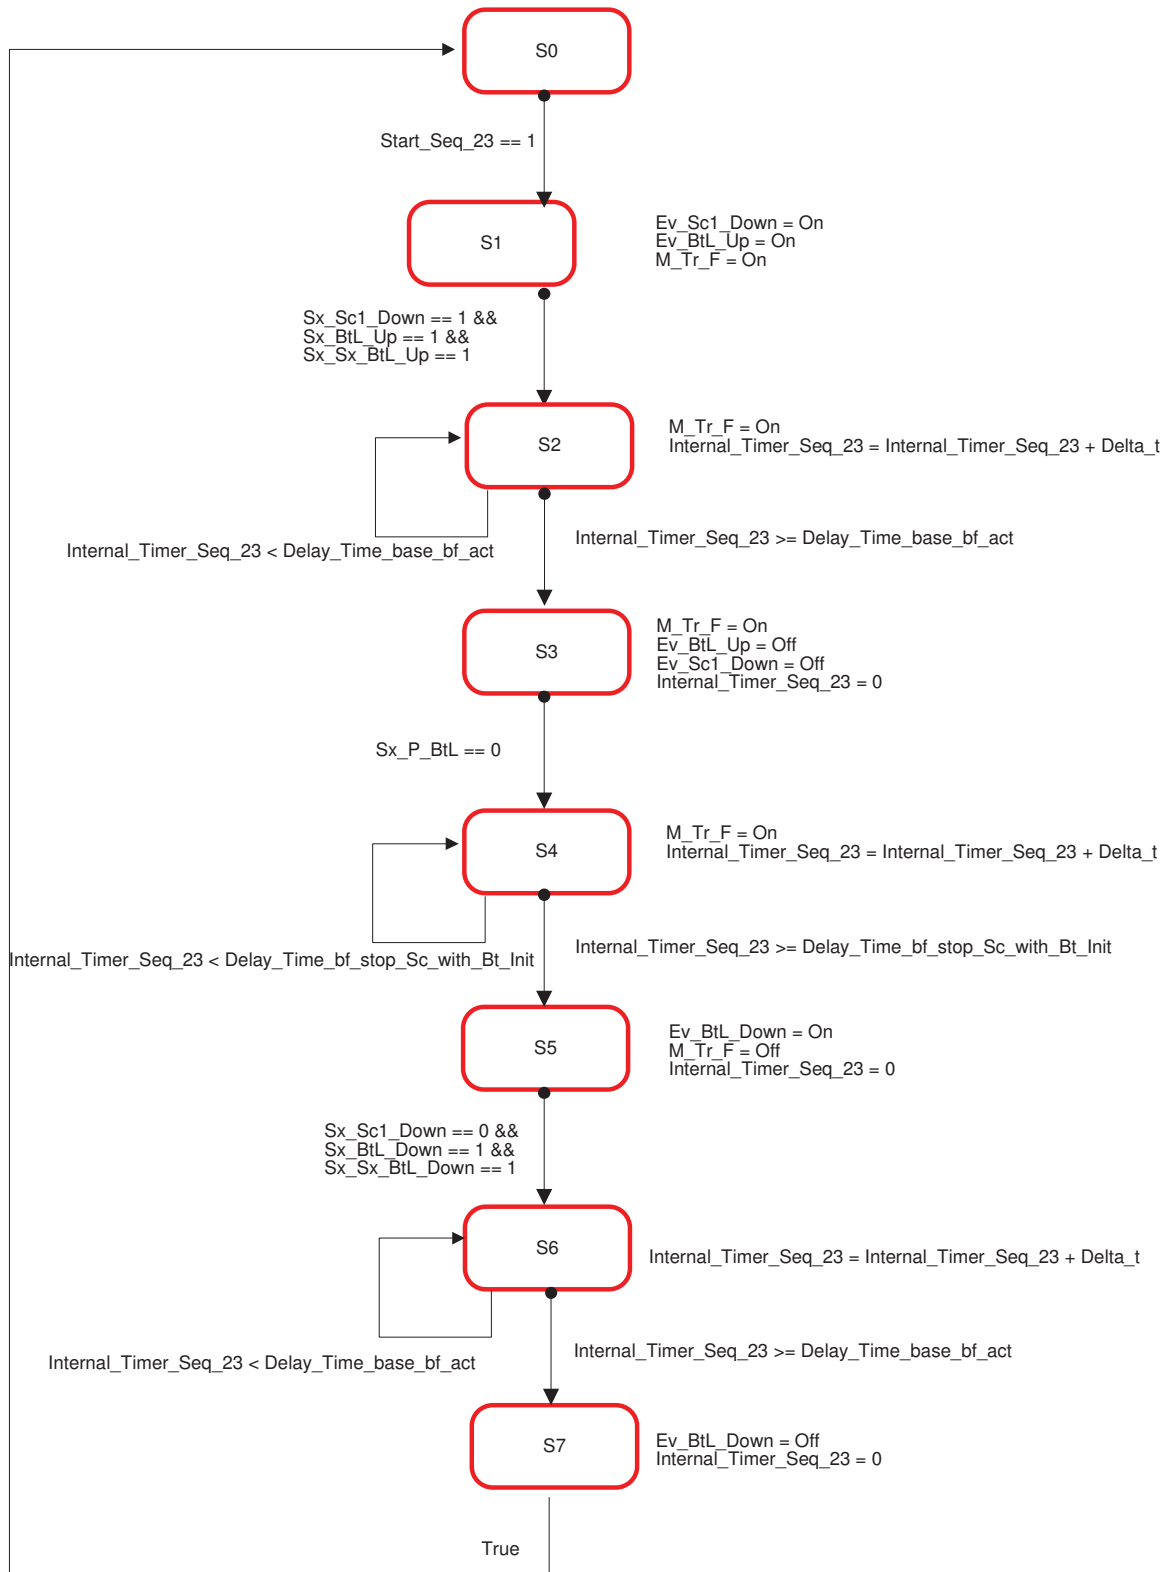 S0
Start_Seq_23 == 1
S1
Ev_Sc1_Down = On
Ev_BtL_Up = On
M_Tr_F = On
Sx_Sc1_Down == 1 &&
Sx_BtL_Up == 1 &&
Sx_Sx_BtL_Up == 1
S2
M_Tr_F = On
Internal_Timer_Seq_23 = Internal_Timer_Seq_23 + Delta_t
Internal_Timer_Seq_23 < Delay_Time_base_bf_act
Internal_Timer_Seq_23 >= Delay_Time_base_bf_act
S3
M_Tr_F = On
Ev_BtL_Up = Off
Ev_Sc1_Down = Off
Internal_Timer_Seq_23 = 0
Sx_P_BtL == 0
S4
M_Tr_F = On
Internal_Timer_Seq_23 = Internal_Timer_Seq_23 + Delta_t
Internal_Timer_Seq_23 < Delay_Time_bf_stop_Sc_with_Bt_Init
Internal_Timer_Seq_23 >= Delay_Time_bf_stop_Sc_with_Bt_Init
S5
Ev_BtL_Down = On
M_Tr_F = Off
Internal_Timer_Seq_23 = 0
Sx_Sc1_Down == 0 &&
Sx_BtL_Down == 1 &&
Sx_Sx_BtL_Down == 1
S6
Internal_Timer_Seq_23 = Internal_Timer_Seq_23 + Delta_t
Internal_Timer_Seq_23 < Delay_Time_base_bf_act
Internal_Timer_Seq_23 >= Delay_Time_base_bf_act
S7
Ev_BtL_Down = Off
Internal_Timer_Seq_23 = 0
True